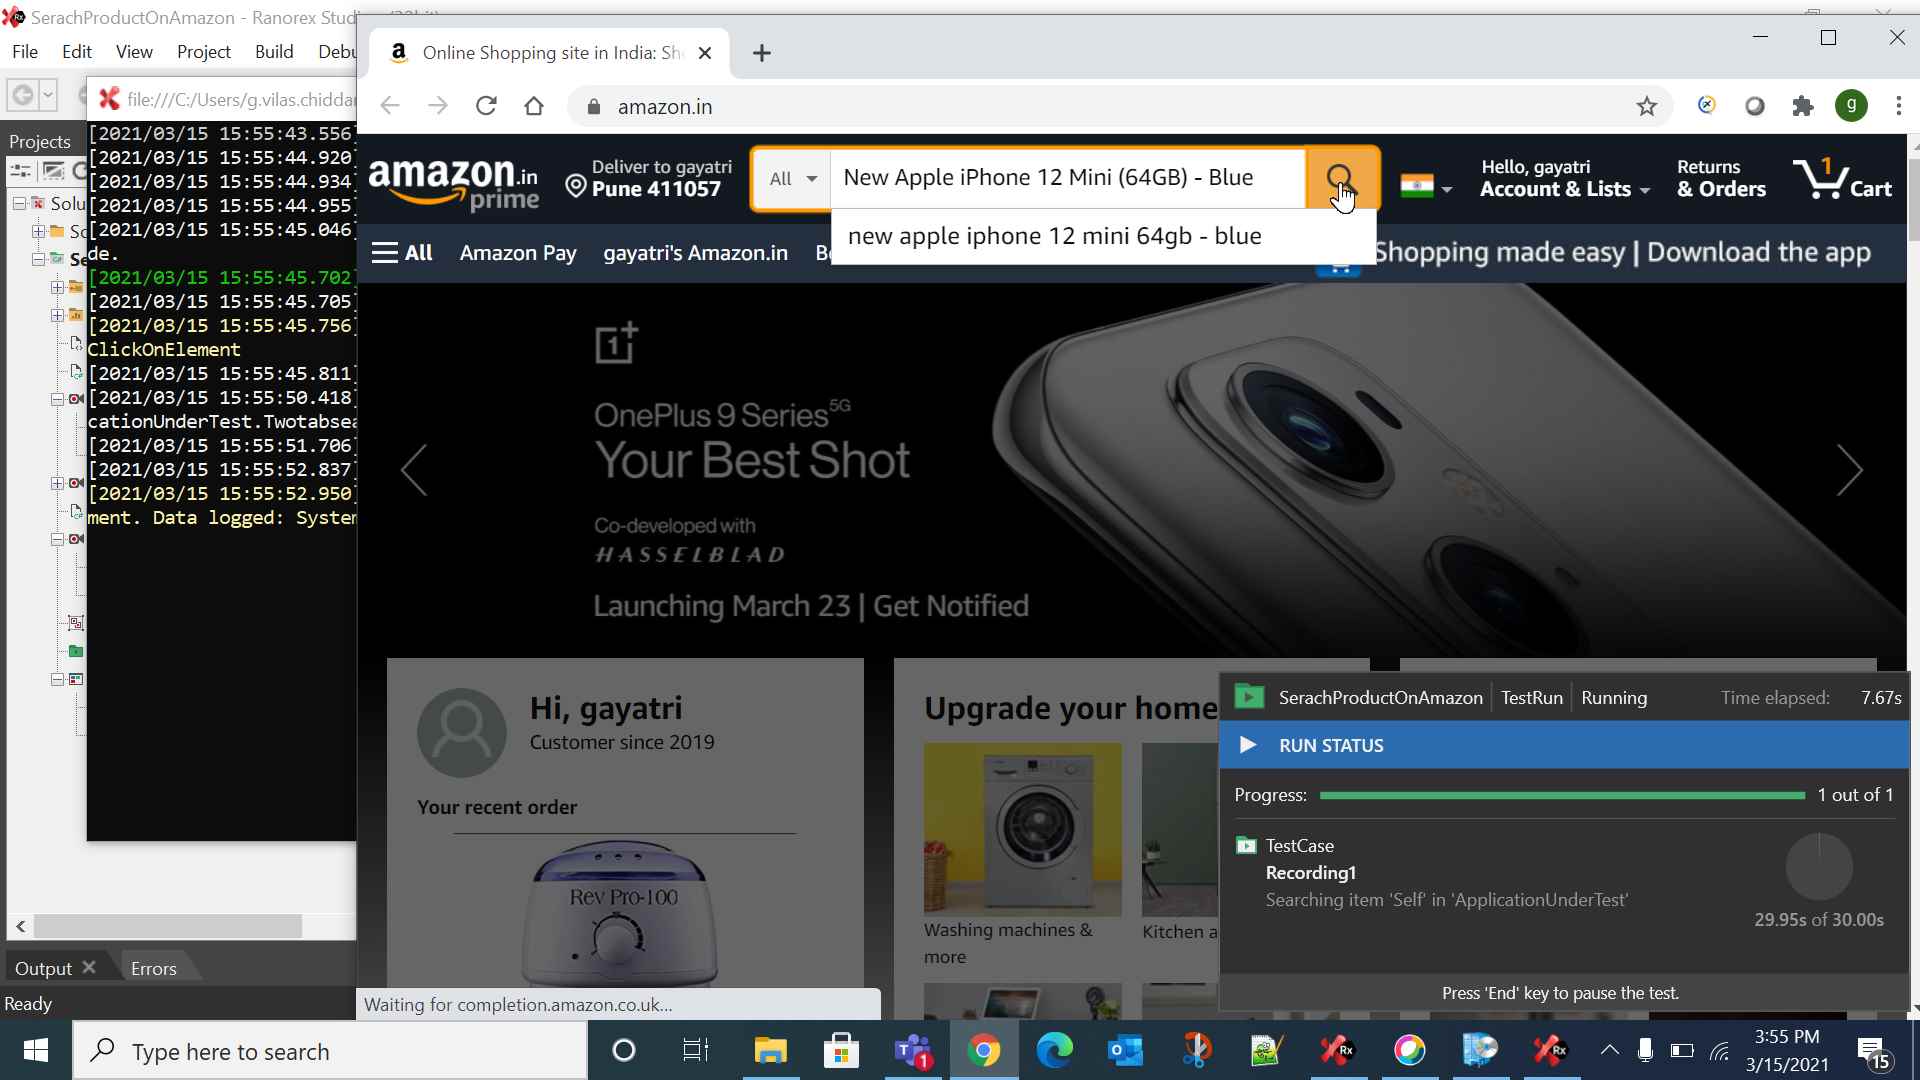 SerachProductOnAmazon - Ranorex Stud
File Edit View Project Build Debu
file:///C:/Users/g.vilas.chidda
Projects
Solu
Sc
Se
[2021/03/15 15:55:43.556]
[2021/03/15 15:55:44.920]
[2021/03/15 15:55:44.934]
[2021/03/15 15:55:44.955]
[2021/03/15 15:55:45.046]
de.
[2021/03/15 15:55:45.702]
[2021/03/15 15:55:45.705]
[2021/03/15 15:55:45.756]
ClickOnElement
[2021/03/15 15:55:45.811]
[2021/03/15 15:55:50.418]
cationUnderTest.Twotabsea
[2021/03/15 15:55:51.706]
[2021/03/15 15:55:52.837]
[2021/03/15 15:55:52.950]
ment. Data logged: System
Output
Errors
Ready
Online Shopping site in India: Sh
amazon.in
g
amazon.in
prime
Deliver to gayatri
Pune 411057
All
New Apple iPhone 12 Mini (64GB) - Blue
new apple iphone 12 mini 64gb - blue
Hello, gayatri
Account & Lists
Returns
& Orders
1
Cart
All Amazon Pay gayatri's Amazon.in Be
Shopping made easy | Download the app
1+
OnePlus 9 Series 5G
Your Best Shot
Co-developed with
HASSELBLAD
Launching March 23 | Get Notified
Hi, gayatri
Customer since 2019
Your recent order
Rev Pro-100
Upgrade your home
Washing machines &
more
Kitchen a
SerachProductOnAmazon TestRun Running Time elapsed: 7.67s
RUN STATUS
Progress: 1 out of 1
TestCase
Recording1
Searching item 'Self' in 'ApplicationUnderTest'
29.95s of 30.00s
Press 'End' key to pause the test.
Waiting for completion.amazon.co.uk...
Type here to search
1
Rx
Rx
3:55 PM
3/15/2021
15